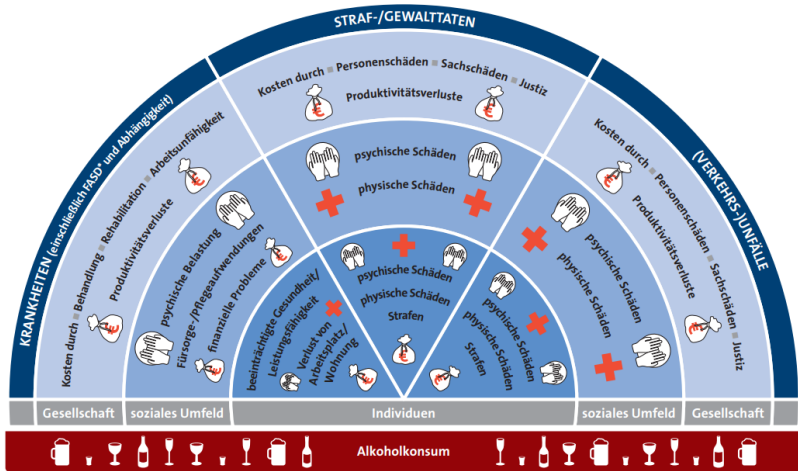 STRAF-/GEWALTTATEN
Kosten durch ▪ Personenschäden ▪ Sachschäden ▪ Justiz
Produktivitätsverluste
psychische Schäden
physische Schäden
psychische Schäden
physische Schäden
Strafen
KRANKHEITEN (einschließlich FASD* und Abhängigkeit)
Kosten durch ▪ Behandlung ▪ Rehabilitation ▪ Arbeitsunfähigkeit
Produktivitätsverluste
psychische Belastung
Fürsorge-/Pflegeaufwendungen
finanzielle Probleme
beeinträchtigte Gesundheit/
Leistungsfähigkeit
Verlust von
Arbeitsplatz/
Wohnung
(VERKEHRS-)UNFÄLLE
Kosten durch ▪ Personenschäden ▪ Sachschäden ▪ Justiz
Produktivitätsverluste
psychische Schäden
physische Schäden
psychische Schäden
physische Schäden
Strafen
Gesellschaft
soziales Umfeld
Individuen
soziales Umfeld
Gesellschaft
Alkoholkonsum